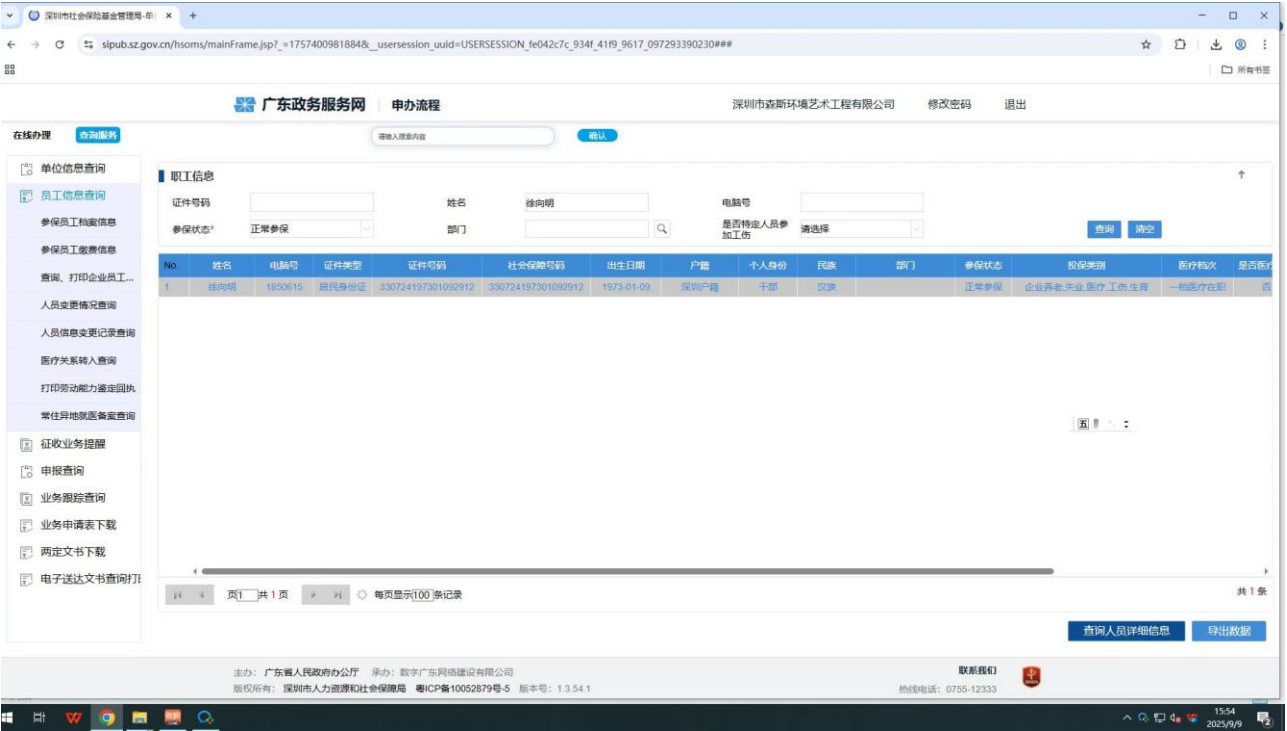 深圳市社会保险基金管理局-单
sipub.sz.gov.cn/hsoms/mainFrame.jsp?_=1757400981884&_usersession_uuid=USERSESSION_fe042c7c_934f_41f9_9617_097293390230###
所有书签
广东政务服务网 申办流程 深圳市森斯环境艺术工程有限公司 修改密码 退出
在线办理 查询服务 请输入搜索内容 确认
单位信息查询
员工信息查询
参保员工档案信息
参保员工缴费信息
查询、打印企业员工...
人员变更情况查询
人员信息变更记录查询
医疗关系转入查询
打印劳动能力鉴定回执
常住异地就医备案查询
征收业务提醒
申报查询
业务跟踪查询
业务申请表下载
两定文书下载
电子送达文书查询打印
职工信息
证件号码 姓名 徐向明 电脑号
参保状态* 正常参保 部门 是否特定人员参加工伤 请选择 查询 清空
No. 姓名 电脑号 证件类型 证件号码 社会保障号码 出生日期 户籍 个人身份 民族 部门 参保状态 投保类别 医疗档次 是否医疗
1 徐向明 1850615 居民身份证 330724197301092912 330724197301092912 1973-01-09 深圳户籍 干部 汉族 正常参保 企业养老,失业,医疗,工伤,生育 一档医疗在职 否
五
页1 共1页 每页显示100条记录 共1条
查询人员详细信息 导出数据
主办：广东省人民政府办公厅 承办：数字广东网络建设有限公司 联系我们
版权所有：深圳市人力资源和社会保障局 粤ICP备10052879号-5 版本号：1.3.54.1 热线电话：0755-12333
15:54
2025/9/9